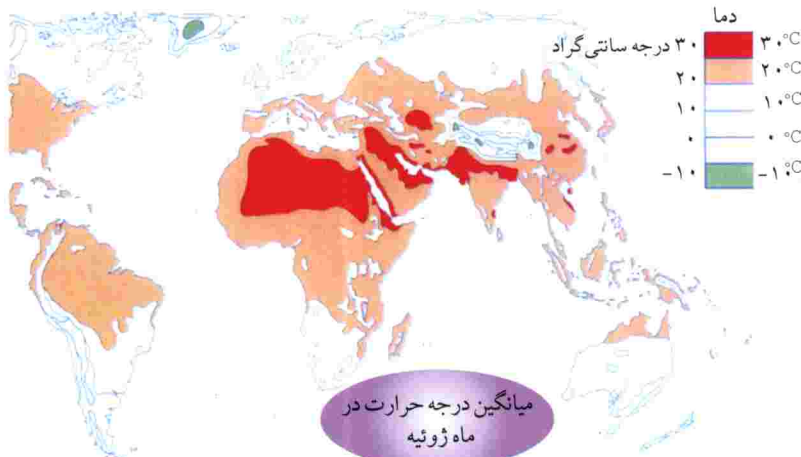 دما
۳۰ درجه سانتی‌گراد ۳۰°C
۲۰ ۲۰°C
۱۰ ۱۰°C
۰ ۰°C
-۱۰ -۱۰°C
میانگین درجه حرارت در
ماه ژوئیه